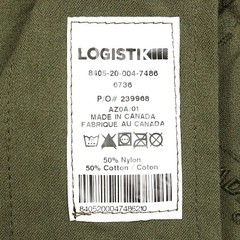 LOGISTIK
8405-20-004-7486
6736
P/O# 239968
AZ0A/01
MADE IN CANADA
FABRIQUE AU CANADA
50% Nylon
50% Cotton / Coton
8405200047486210